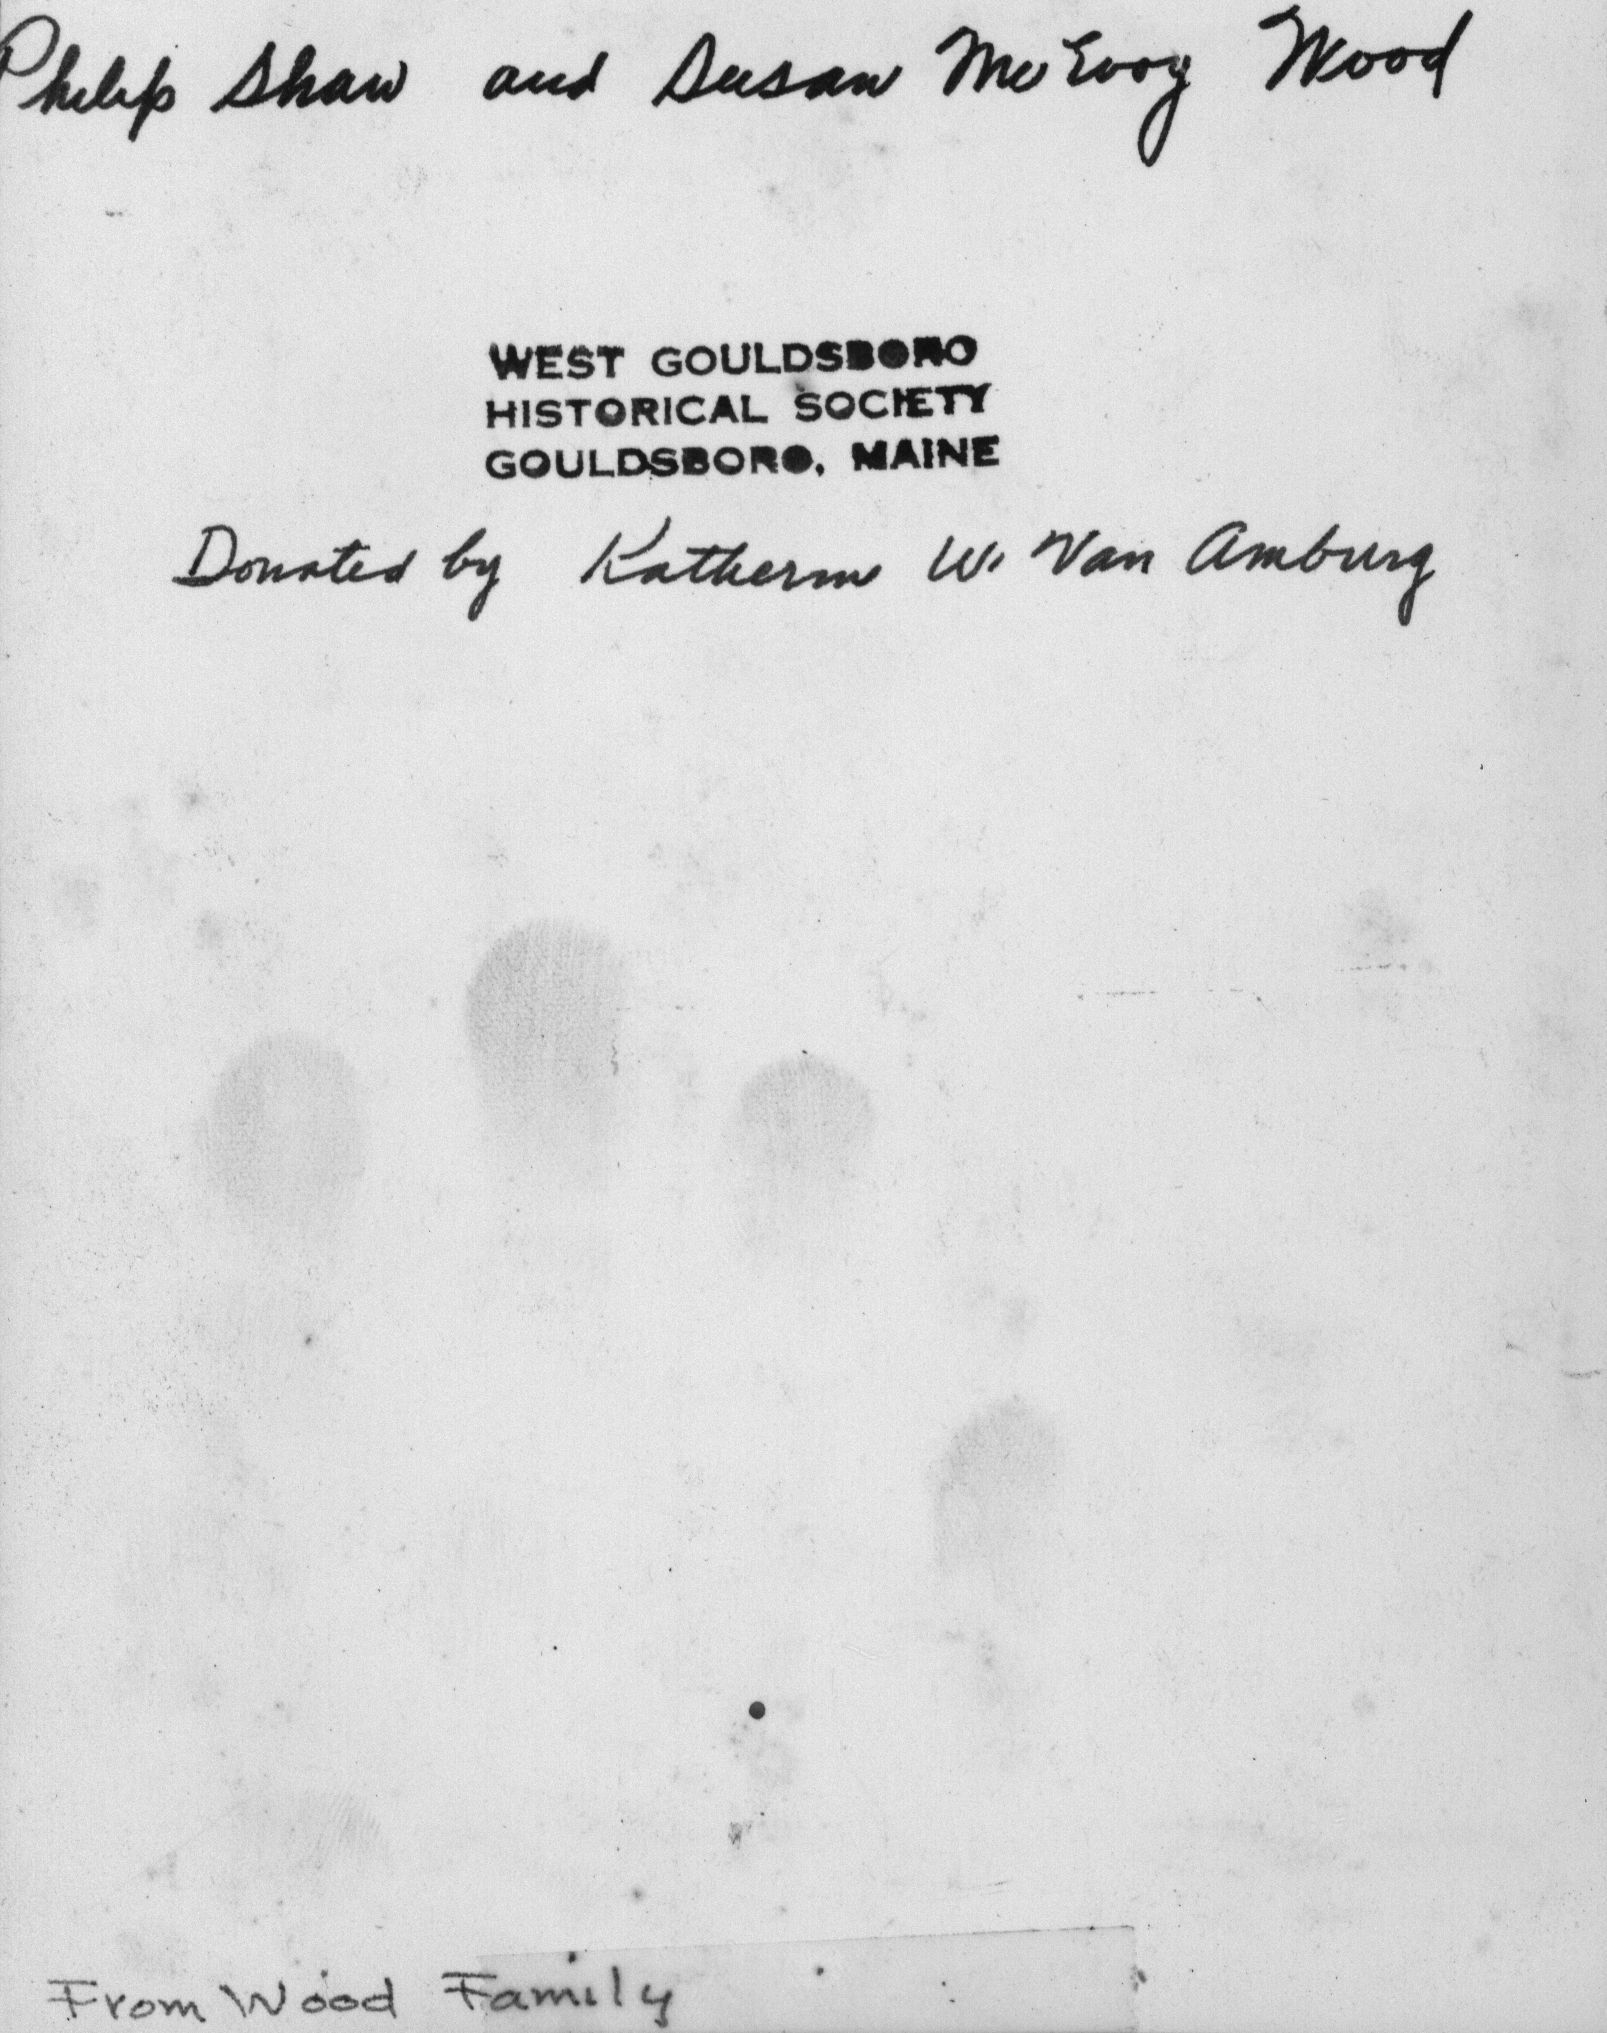 Philip Shaw and Susan McEvoy Wood
WEST GOULDSBORO
HISTORICAL SOCIETY
GOULDSBORO, MAINE
Donated by Katherine W. Van Amburg
From Wood Family